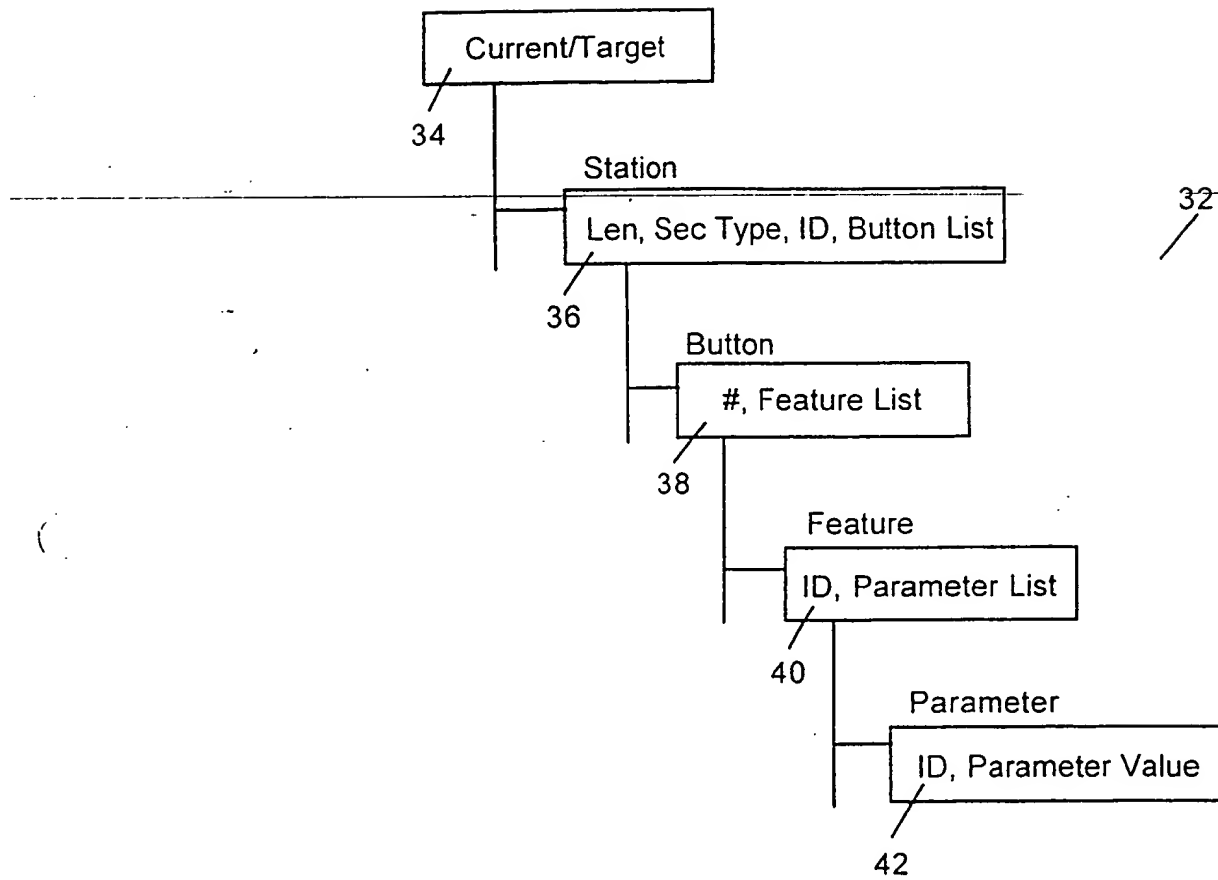 Current/Target
34
Station
32
Len, Sec Type, ID, Button List
36
Button
#, Feature List
38
Feature
ID, Parameter List
40
Parameter
ID, Parameter Value
42